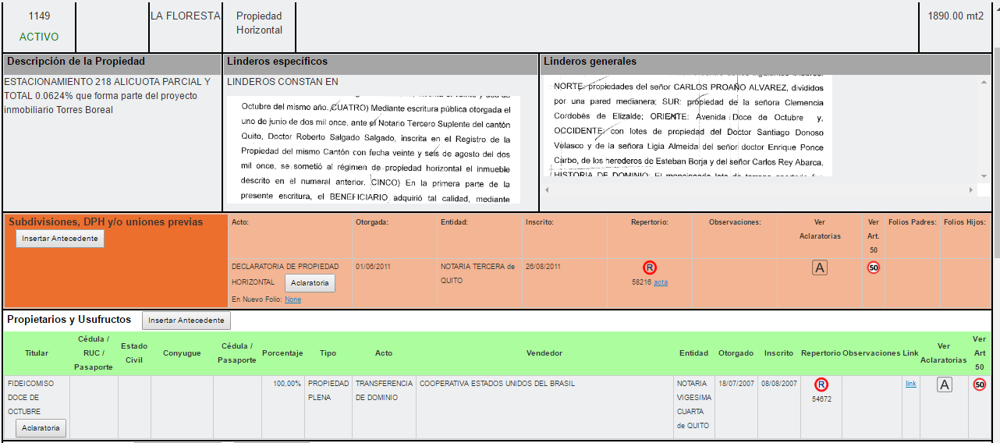 1149
ACTIVO
LA FLORESTA
Propiedad
Horizontal
1890.00 mt2
Descripción de la Propiedad
ESTACIONAMIENTO 218 ALICUOTA PARCIAL Y
TOTAL 0.0624% que forma parte del proyecto
inmobiliario Torres Boreal
Linderos específicos
LINDEROS CONSTAN EN
Octubre del mismo año. CUATRO) Mediante escritura pública otorgada el
uno de junio de dos mil once, ante el Notario Tercero Suplente del cantón
Quito, Doctor Roberto Salgado Salgado, inscrita en el Registro de la
Propiedad del mismo Cantón con fecha veinte y seis de agosto del dos
mil once, se sometió al régimen de propiedad horizontal el inmueble
descrito en el numeral anterior. CINCO) En la primera parte de la
presente escritura, el BENEFICIARIO adquirió tal calidad, mediante
Linderos generales
NORTE: propiedades del señor CARLOS PROAÑO ALVAREZ, divididos
por una pared medianera; SUR: propiedad de la señora Clemencia
Cordobés de Elizalde; ORIENTE: Avenida Doce de Octubre y,
OCCIDENTE: con lotes de propiedad del Doctor Santiago Donoso
Velasco y de la señora Ligia Almeida del señor doctor Enrique Ponce
Carbo, de los herederos de Esteban Borja y del señor Carlos Rey Abarca.
HISTORIA DE DOMINIO: El mencionado lote de terreno
Subdivisiones, DPH y/o uniones previas
Insertar Antecedente
Acto: Otorgada: Entidad: Inscrito: Repertorio: Observaciones: Ver Aclaratorias Ver Art. 50 Folios Padres: Folios Hijos:
DECLARATORIA DE PROPIEDAD
HORIZONTAL Aclaratoria
En Nuevo Folio: None
01/06/2011
NOTARIA TERCERA de
QUITO
26/08/2011
R
58216 acta
A
50
Propietarios y Usufructos Insertar Antecedente
Titular
Cédula /
RUC /
Pasaporte
Estado
Civil
Conyugue
Cédula /
Pasaporte
Porcentaje
Tipo
Acto
Vendedor
Entidad
Otorgado
Inscrito
Repertorio
Observaciones
Link
Ver
Aclaratorias
Ver
Art
50
FIDEICOMISO
DOCE DE
OCTUBRE
Aclaratoria
100,00%
PROPIEDAD
PLENA
TRANSFERENCIA
DE DOMINIO
COOPERATIVA ESTADOS UNIDOS DEL BRASIL
NOTARIA
VIGESIMA
CUARTA
de QUITO
18/07/2007
08/08/2007
R
54672
link
A
50